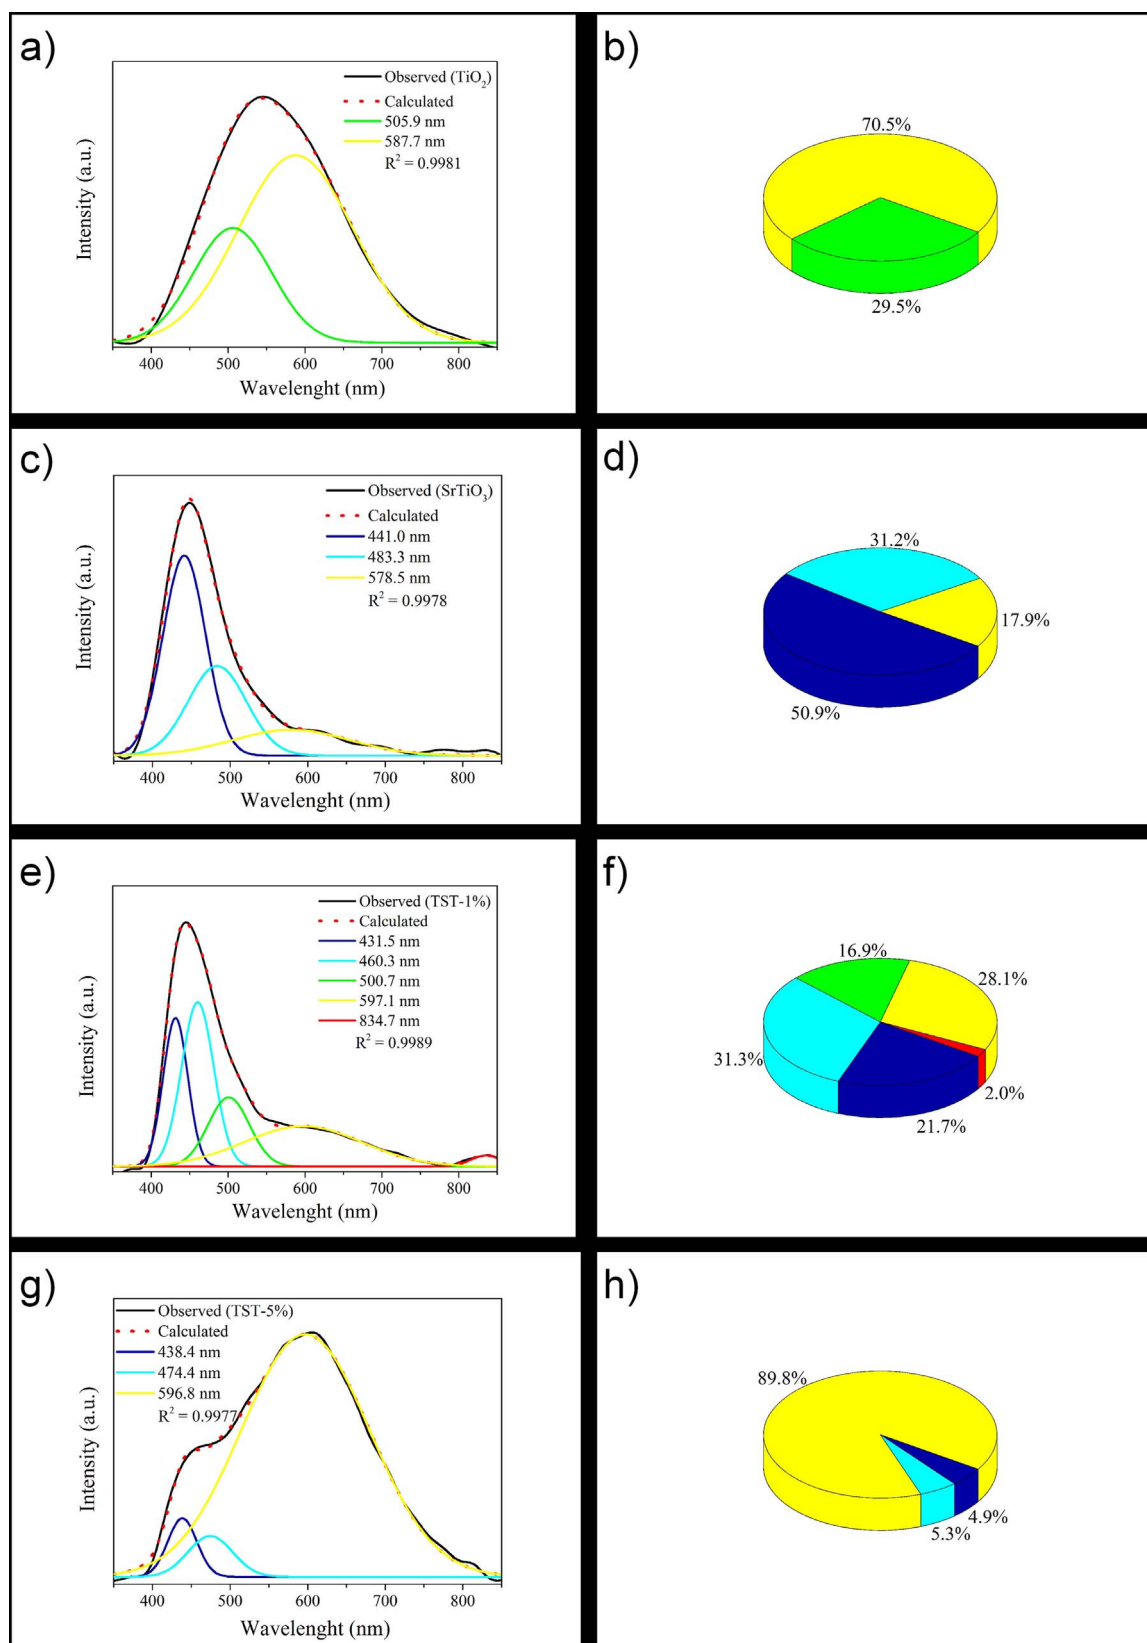 a)
Intensity (a.u.)
Observed (TiO₂)
Calculated
505.9 nm
587.7 nm
R² = 0.9981
400 500 600 700 800
Wavelenght (nm)
b)
70.5%
29.5%
c)
Intensity (a.u.)
Observed (SrTiO₃)
Calculated
441.0 nm
483.3 nm
578.5 nm
R² = 0.9978
400 500 600 700 800
Wavelenght (nm)
d)
31.2%
17.9%
50.9%
e)
Intensity (a.u.)
Observed (TST-1%)
Calculated
431.5 nm
460.3 nm
500.7 nm
597.1 nm
834.7 nm
R² = 0.9989
400 500 600 700 800
Wavelenght (nm)
f)
16.9%
28.1%
31.3%
2.0%
21.7%
g)
Intensity (a.u.)
Observed (TST-5%)
Calculated
438.4 nm
474.4 nm
596.8 nm
R² = 0.9977
400 500 600 700 800
Wavelenght (nm)
h)
89.8%
4.9%
5.3%